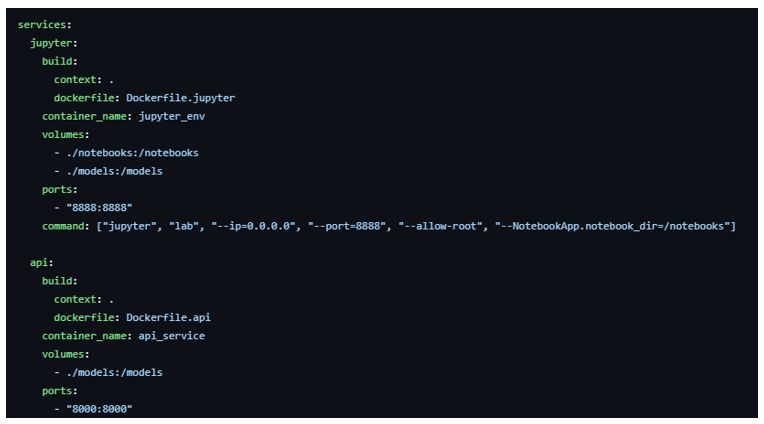 services:
  jupyter:
    build:
      context: .
      dockerfile: Dockerfile.jupyter
    container_name: jupyter_env
    volumes:
      - ./notebooks:/notebooks
      - ./models:/models
    ports:
      - "8888:8888"
    command: ["jupyter", "lab", "--ip=0.0.0.0", "--port=8888", "--allow-root", "--NotebookApp.notebook_dir=/notebooks"]

  api:
    build:
      context: .
      dockerfile: Dockerfile.api
    container_name: api_service
    volumes:
      - ./models:/models
    ports:
      - "8000:8000"